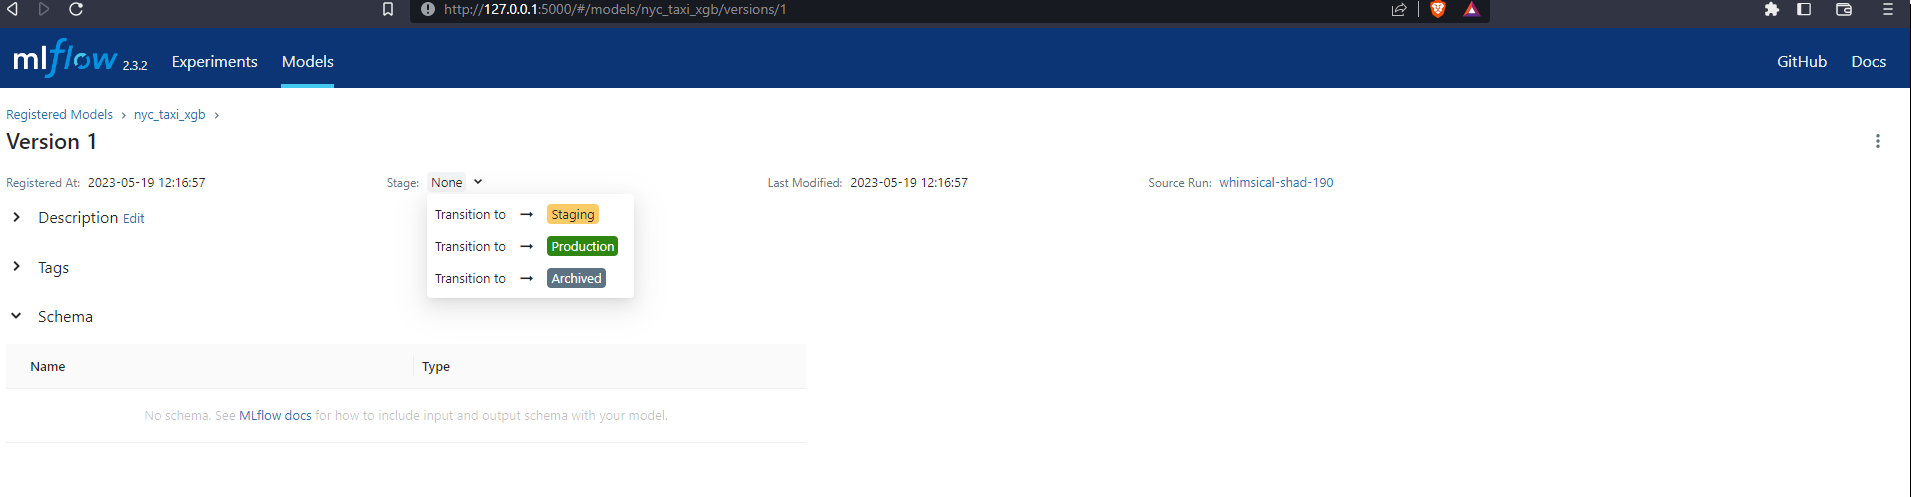 http://127.0.0.1:5000/#/models/nyc_taxi_xgb/versions/1
mlflow 2.3.2 Experiments Models GitHub Docs
Registered Models > nyc_taxi_xgb >
Version 1
Registered At: 2023-05-19 12:16:57 Stage: None Last Modified: 2023-05-19 12:16:57 Source Run: whimsical-shad-190
Description Edit
Transition to → Staging
Transition to → Production
Transition to → Archived
Tags
Schema
Name Type
No schema. See MLflow docs for how to include input and output schema with your model.